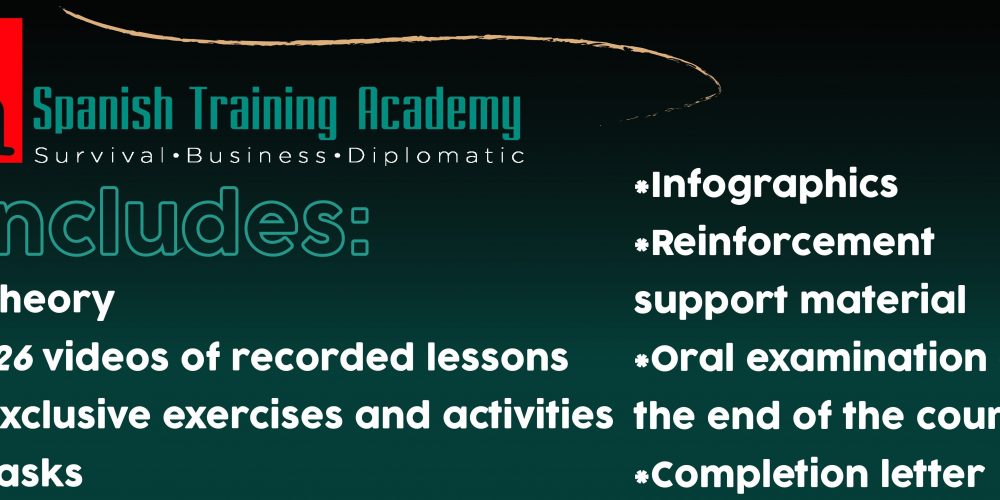 Spanish Training Academy
Survival•Business•Diplomatic
ncludes:
heory
26 videos of recorded lessons
xclusive exercises and activities
asks
*Infographics
*Reinforcement
support material
*Oral examination
the end of the cour
*Completion letter